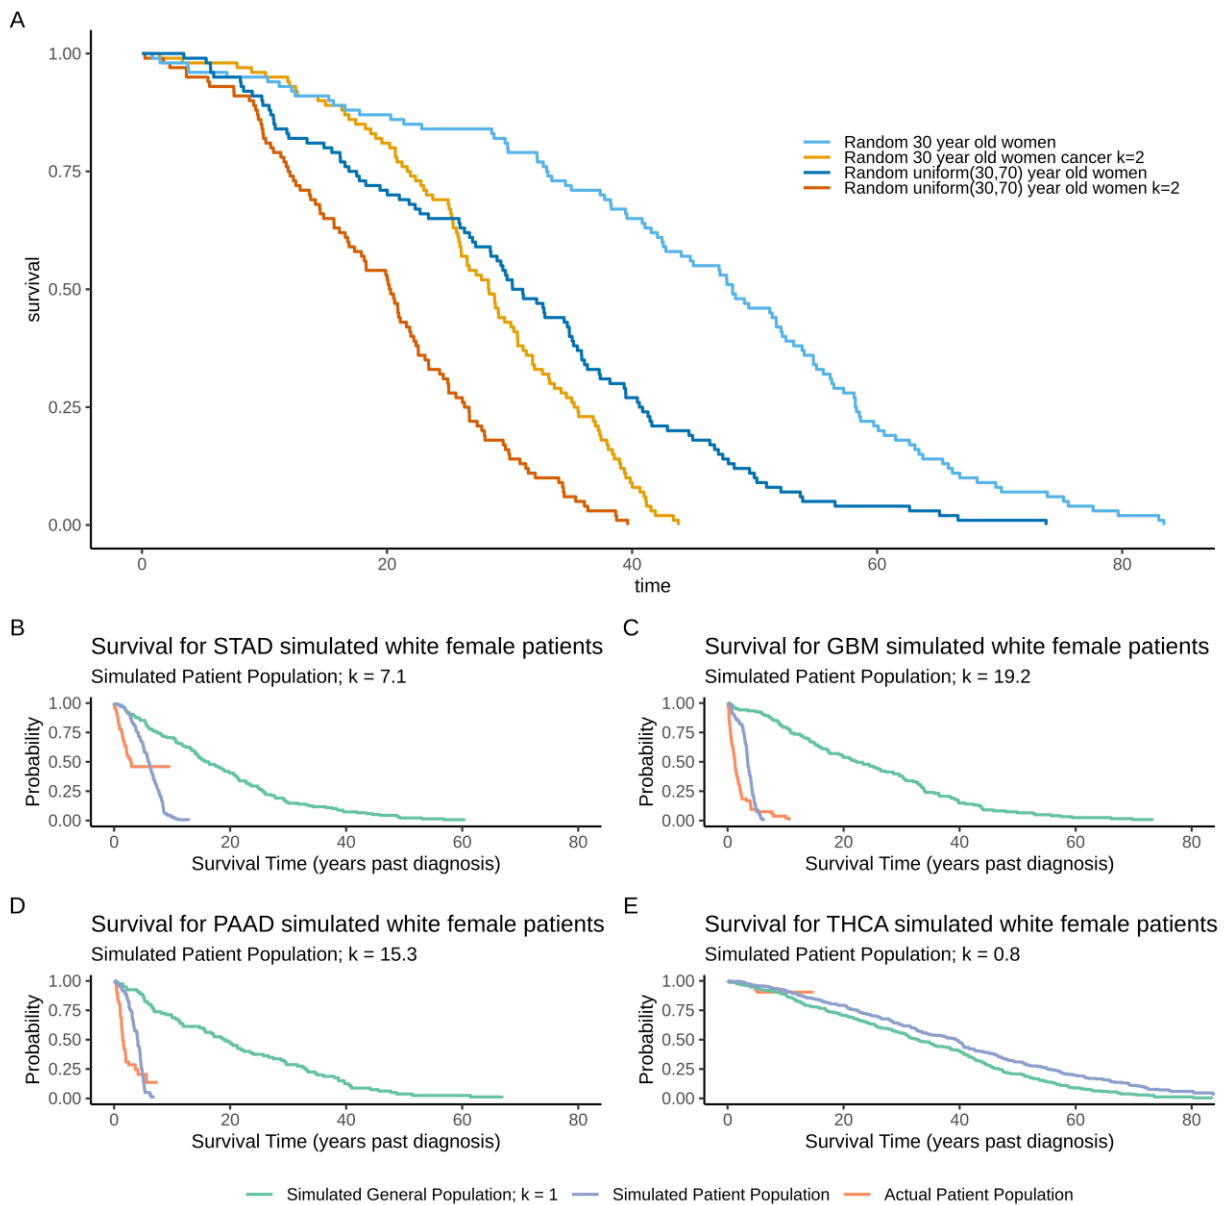 A
1.00
0.75
0.50
0.25
0.00
survival
0
20
40
60
80
time
Random 30 year old women
Random 30 year old women cancer k=2
Random uniform(30,70) year old women
Random uniform(30,70) year old women k=2
B
Survival for STAD simulated white female patients
Simulated Patient Population; k = 7.1
1.00
0.75
0.50
0.25
0.00
Probability
0
20
40
60
80
Survival Time (years past diagnosis)
C
Survival for GBM simulated white female patients
Simulated Patient Population; k = 19.2
1.00
0.75
0.50
0.25
0.00
Probability
0
20
40
60
80
Survival Time (years past diagnosis)
D
Survival for PAAD simulated white female patients
Simulated Patient Population; k = 15.3
1.00
0.75
0.50
0.25
0.00
Probability
0
20
40
60
80
Survival Time (years past diagnosis)
E
Survival for THCA simulated white female patients
Simulated Patient Population; k = 0.8
1.00
0.75
0.50
0.25
0.00
Probability
0
20
40
60
80
Survival Time (years past diagnosis)
Simulated General Population; k = 1
Simulated Patient Population
Actual Patient Population